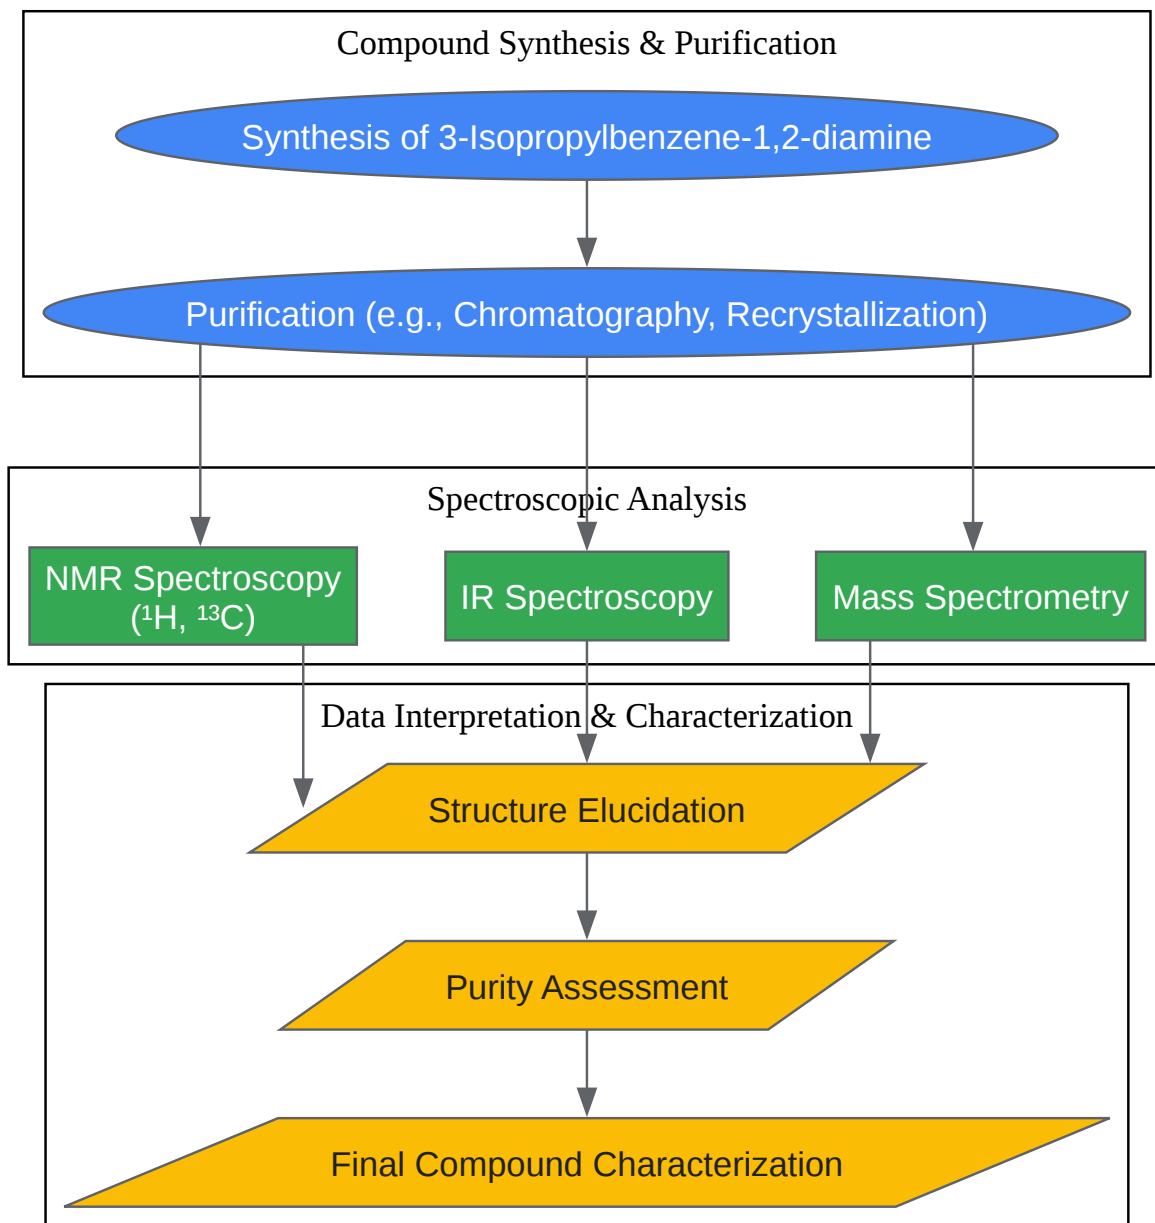 Compound Synthesis & Purification
Synthesis of 3-Isopropylbenzene-1,2-diamine
Purification (e.g., Chromatography, Recrystallization)
Spectroscopic Analysis
NMR Spectroscopy
(¹H, ¹³C)
IR Spectroscopy
Mass Spectrometry
Data Interpretation & Characterization
Structure Elucidation
Purity Assessment
Final Compound Characterization